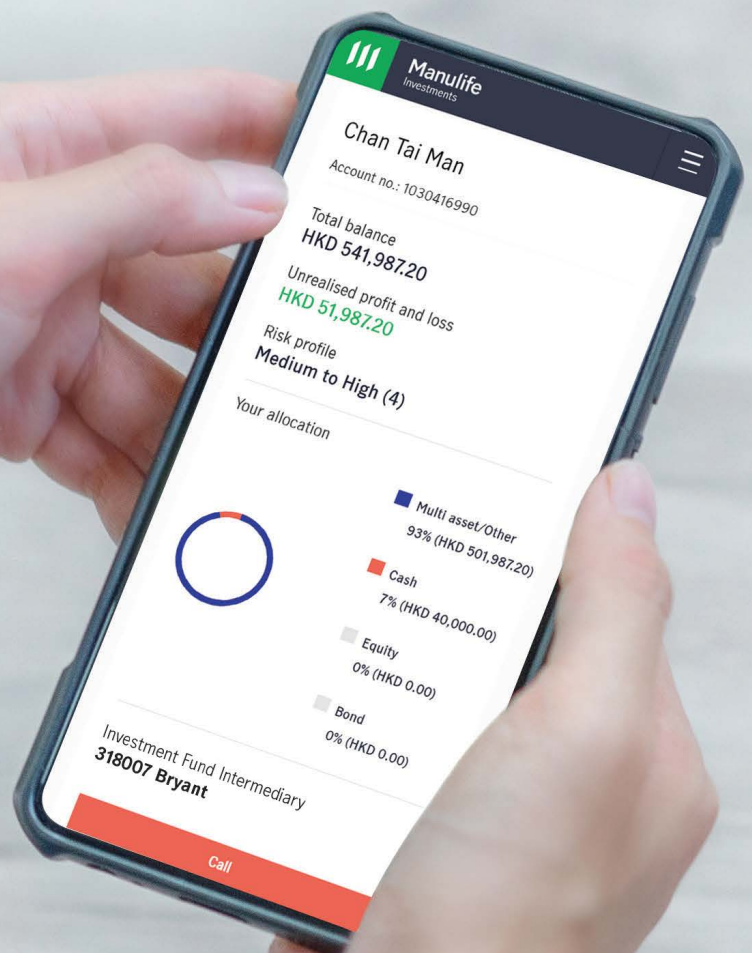 Manulife
Investments
Chan Tai Man
Account no.: 1030416990
Total balance
HKD 541,987.20
Unrealised profit and loss
HKD 51,987.20
Risk profile
Medium to High (4)
Your allocation
Multi asset/Other
93% (HKD 501,987.20)
Cash
7% (HKD 40,000.00)
Equity
0% (HKD 0.00)
Bond
0% (HKD 0.00)
Investment Fund Intermediary
318007 Bryant
Call